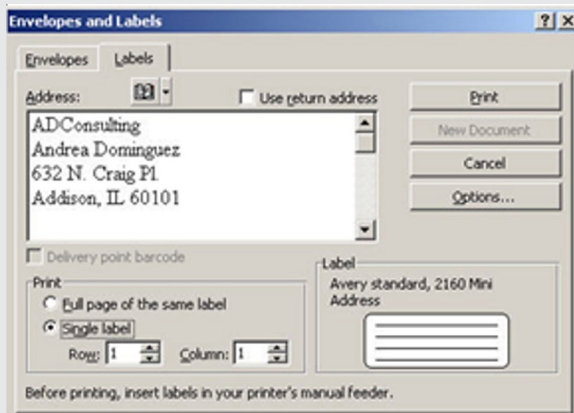 Envelopes and Labels
Envelopes Labels
Address:
Use return address
ADConsulting
Andrea Dominguez
632 N. Craig Pl.
Addison, IL 60101
Print
New Document
Cancel
Options...
Delivery point barcode
Print
Full page of the same label
Single label
Row: 1 Column: 1
Label
Avery standard, 2160 Mini
Address
Before printing, insert labels in your printer's manual feeder.